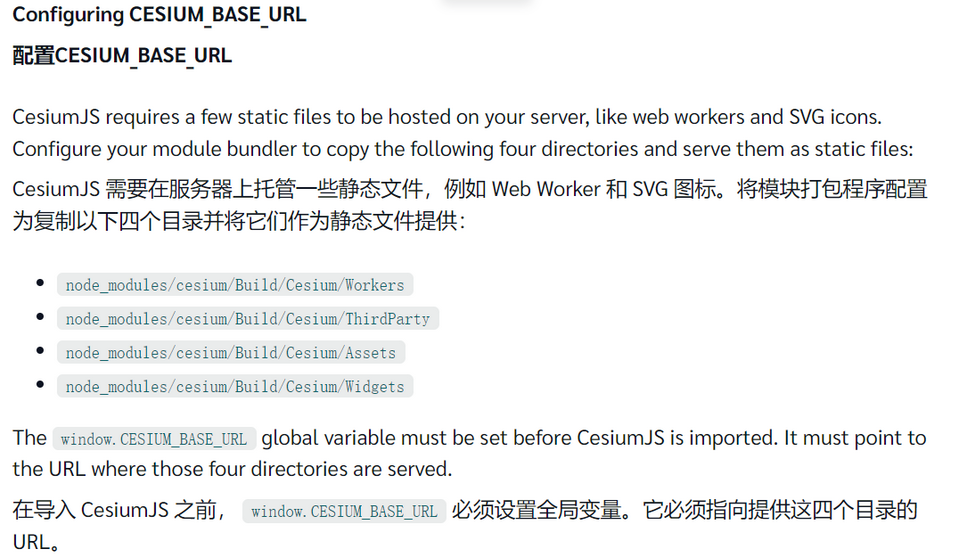 Configuring CESIUM_BASE_URL
配置CESIUM_BASE_URL
CesiumJS requires a few static files to be hosted on your server, like web workers and SVG icons.
Configure your module bundler to copy the following four directories and serve them as static files:
CesiumJS 需要在服务器上托管一些静态文件，例如 Web Worker 和 SVG 图标。将模块打包程序配置
为复制以下四个目录并将它们作为静态文件提供：
• node_modules/cesium/Build/Cesium/Workers
• node_modules/cesium/Build/Cesium/ThirdParty
• node_modules/cesium/Build/Cesium/Assets
• node_modules/cesium/Build/Cesium/Widgets
The window.CESIUM_BASE_URL global variable must be set before CesiumJS is imported. It must point to
the URL where those four directories are served.
在导入 CesiumJS 之前， window.CESIUM_BASE_URL 必须设置全局变量。它必须指向提供这四个目录的
URL。